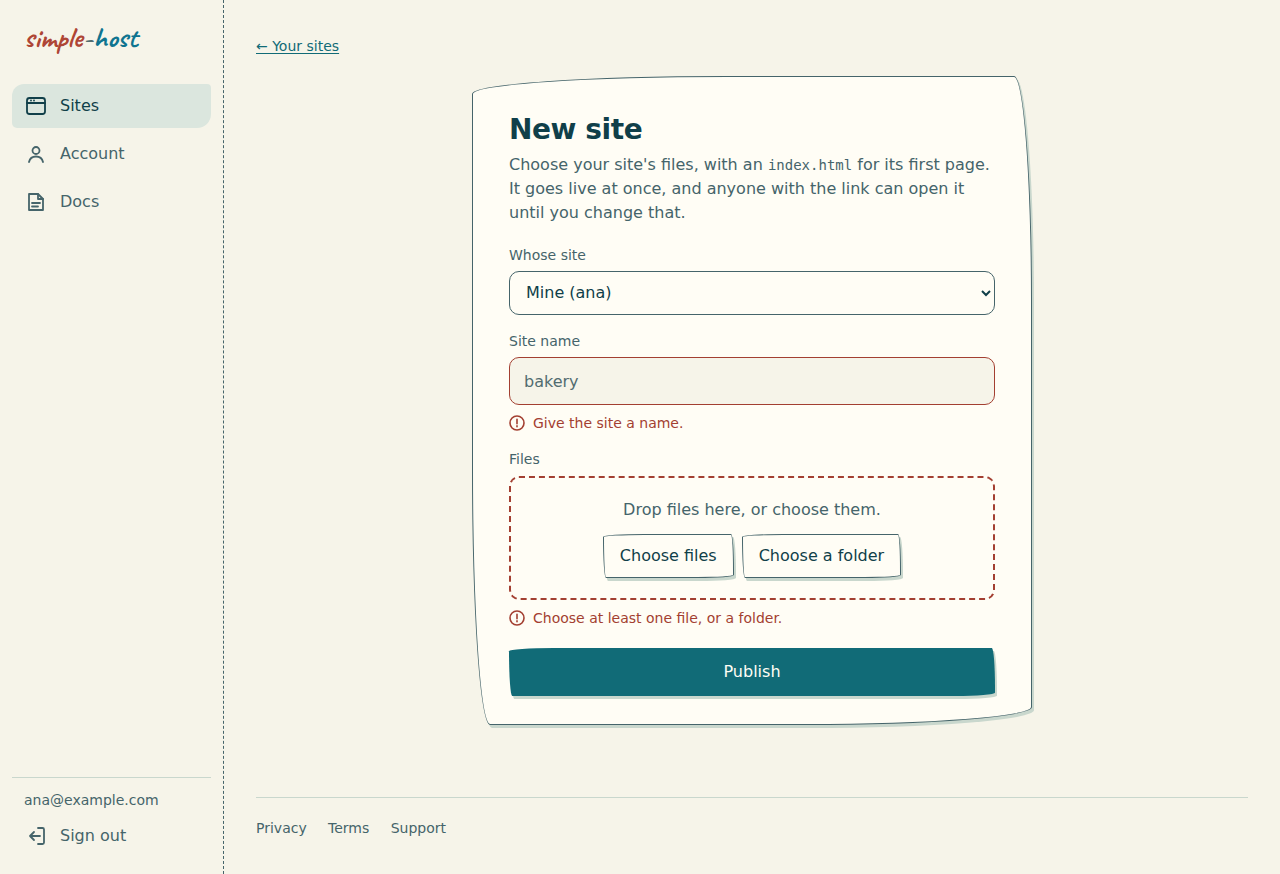 simple-host
Sites
Account
Docs
ana@example.com
Sign out
← Your sites
New site
Choose your site's files, with an index.html for its first page.
It goes live at once, and anyone with the link can open it
until you change that.
Whose site
Mine (ana)
Site name
bakery
Give the site a name.
Files
Drop files here, or choose them.
Choose files
Choose a folder
Choose at least one file, or a folder.
Publish
Privacy
Terms
Support